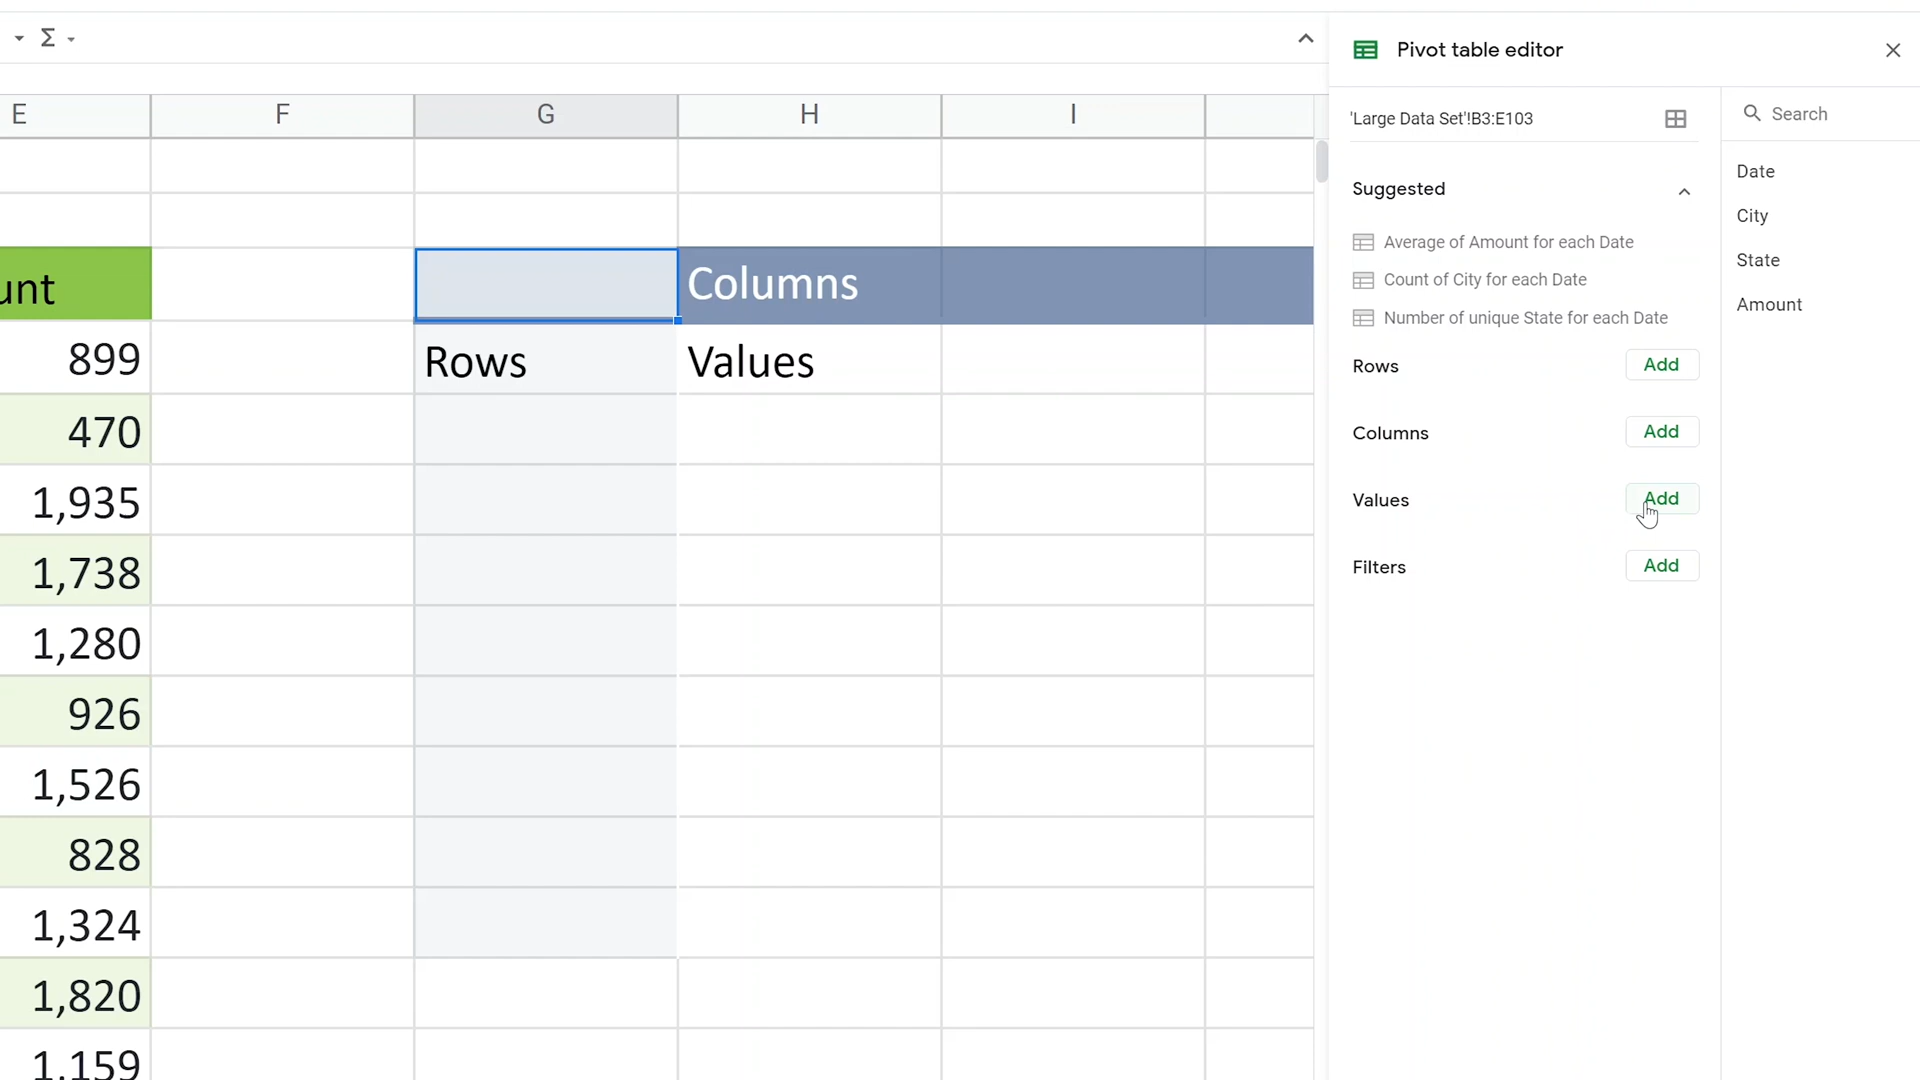 Σ
Pivot table editor
E F G H I
'Large Data Set'!B3:E103
Search
Suggested
Average of Amount for each Date
Count of City for each Date
Number of unique State for each Date
Rows Add
Columns Add
Values Add
Filters Add
Date
City
State
Amount
unt
Columns
899
Rows Values
470
1,935
1,738
1,280
926
1,526
828
1,324
1,820
1,159